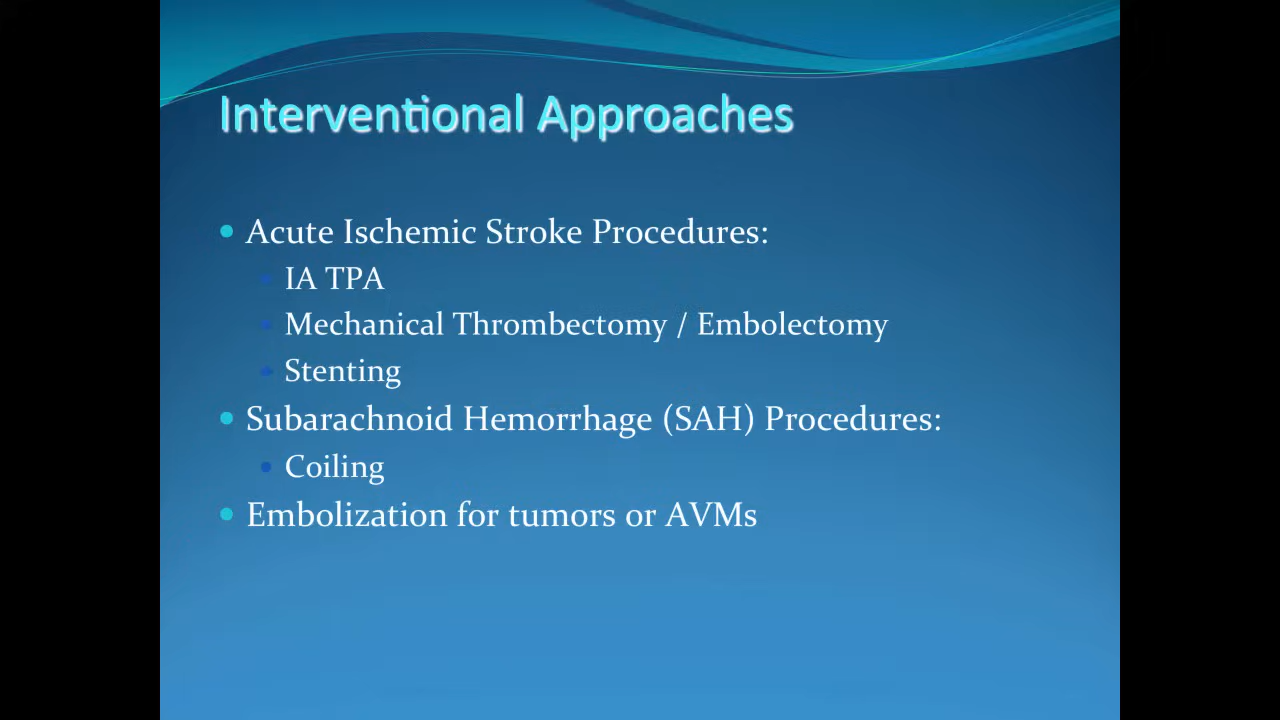 Interventional Approaches
• Acute Ischemic Stroke Procedures:
• IA TPA
• Mechanical Thrombectomy / Embolectomy
• Stenting
• Subarachnoid Hemorrhage (SAH) Procedures:
• Coiling
• Embolization for tumors or AVMs